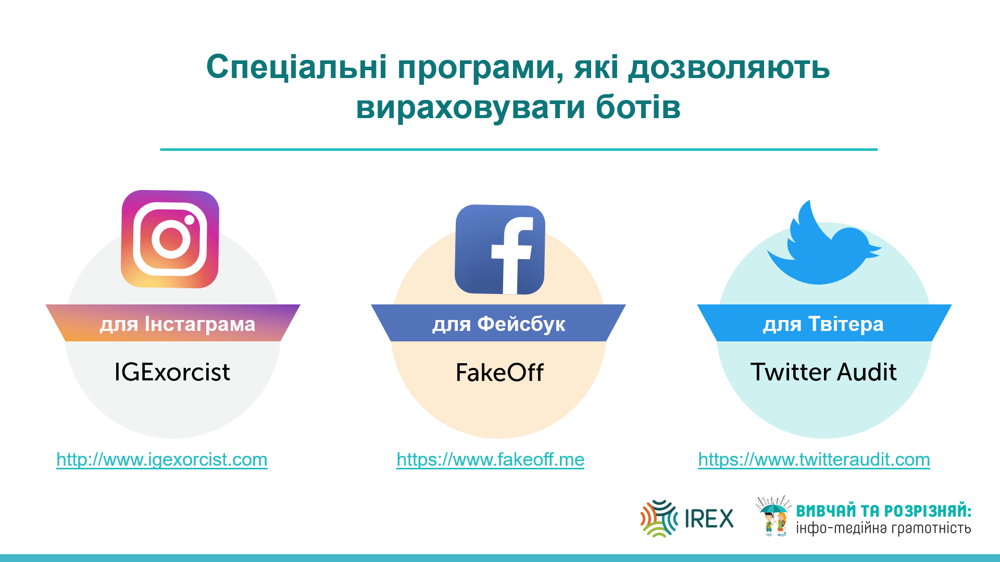 Спеціальні програми, які дозволяють
вираховувати ботів
для Інстаграма
IGExorcist
http://www.igexorcist.com
для Фейсбук
FakeOff
https://www.fakeoff.me
для Твітера
Twitter Audit
https://www.twitteraudit.com
IREX
ВИВЧАЙ ТА РОЗРІЗНЯЙ:
інфо-медійна грамотність